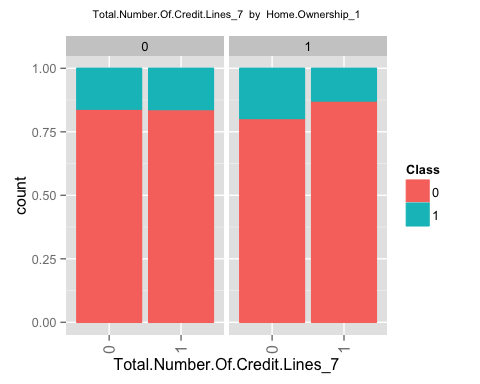 Total.Number.Of.Credit.Lines_7 by Home.Ownership_1
0 1
1.00
0.75
0.50
0.25
0.00
count
0 1 0 1
Total.Number.Of.Credit.Lines_7
Class
0
1